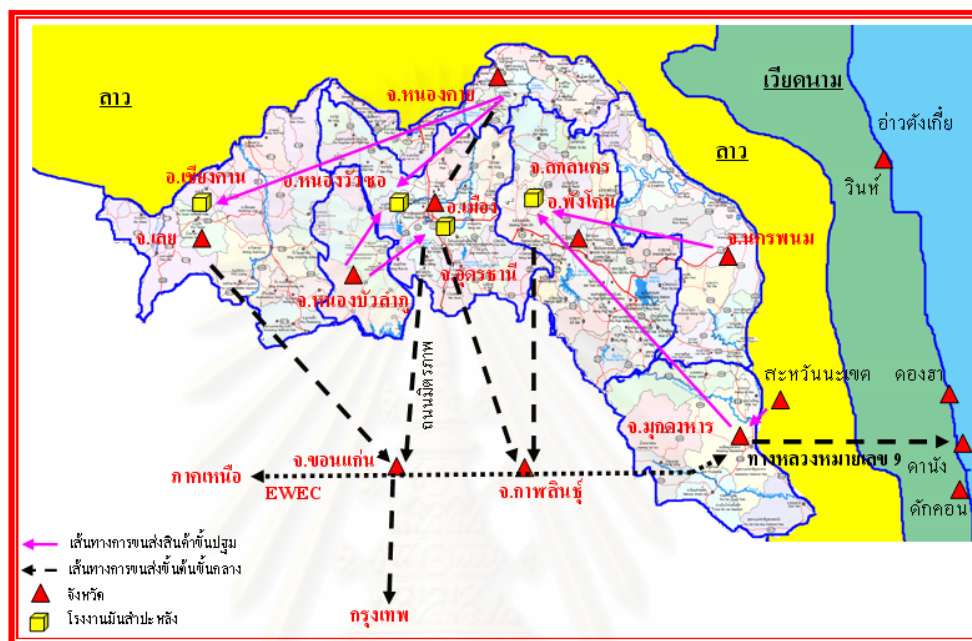 ลาว
เวียดนาม
จ.หนองคาย
อ่าวตังเกี๋ย
ลาว
จ.สกลนคร
อ.เชียงคาน
อ.หนองวัวซอ
วินห์
อ.เมือง
อ.พังโคน
จ.เลย
จ.นครพนม
จ.อุดรธานี
จ.หนองบัวลำภู
ถนนมิตรภาพ
สะหวันนะเขต
ดองฮา
จ.มุกดาหาร
ทางหลวงหมายเลข 9
จ.ขอนแก่น
ดานัง
ภาคเหนือ
EWEC
จ.กาฬสินธุ์
ดักคอน
เส้นทางการขนส่งสินค้าขั้นปฐม
เส้นทางการขนส่งขั้นต้นขั้นกลาง
จังหวัด
โรงงานมันสำปะหลัง
กรุงเทพ